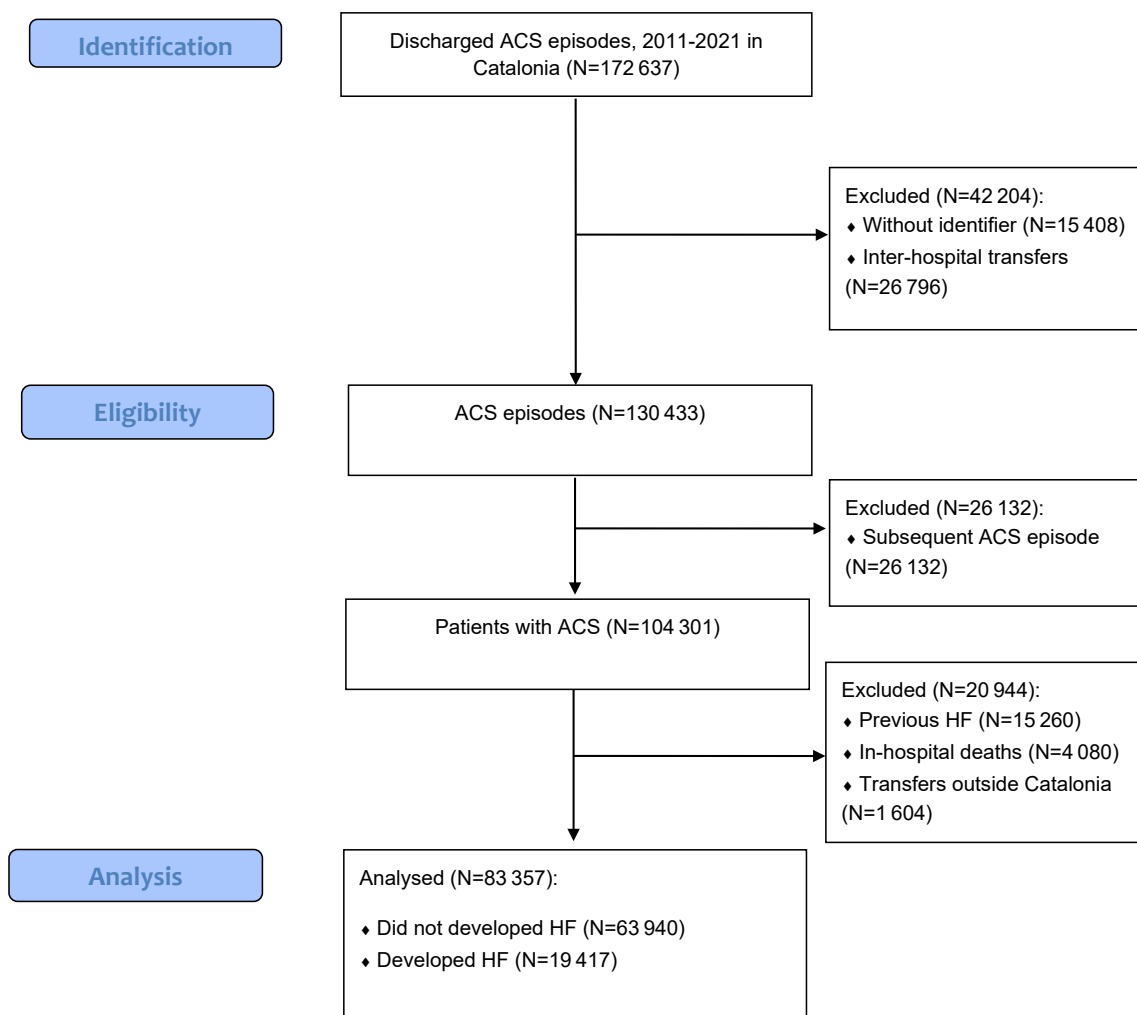 Identification
Discharged ACS episodes, 2011-2021 in
Catalonia (N=172 637)
Excluded (N=42 204):
♦ Without identifier (N=15 408)
♦ Inter-hospital transfers
(N=26 796)
Eligibility
ACS episodes (N=130 433)
Excluded (N=26 132):
♦ Subsequent ACS episode
(N=26 132)
Patients with ACS (N=104 301)
Excluded (N=20 944):
♦ Previous HF (N=15 260)
♦ In-hospital deaths (N=4 080)
♦ Transfers outside Catalonia
(N=1 604)
Analysis
Analysed (N=83 357):
♦ Did not developed HF (N=63 940)
♦ Developed HF (N=19 417)